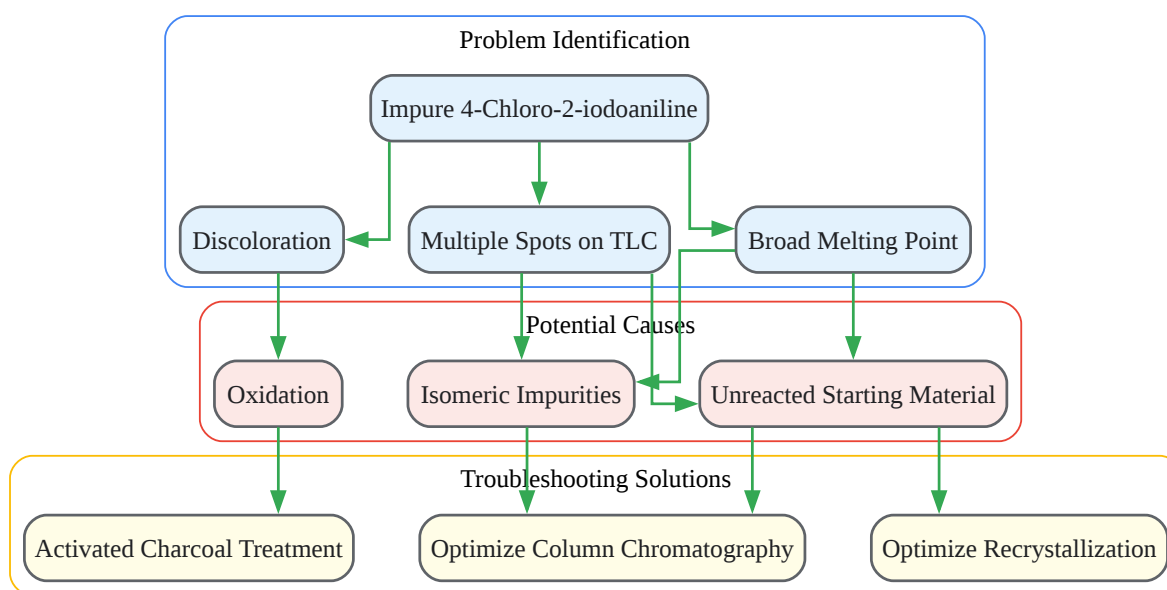 Problem Identification
Impure 4-Chloro-2-iodoaniline
Discoloration
Multiple Spots on TLC
Broad Melting Point
Potential Causes
Oxidation
Isomeric Impurities
Unreacted Starting Material
Troubleshooting Solutions
Activated Charcoal Treatment
Optimize Column Chromatography
Optimize Recrystallization